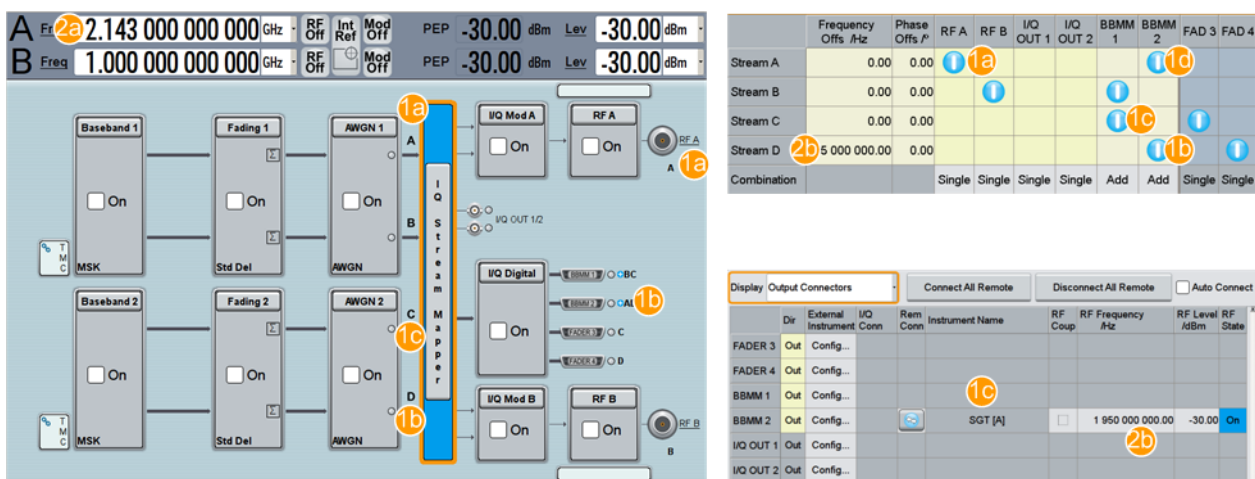 A Freq 2a 2.143 000 000 000 GHz RF Off Int Ref Mod Off PEP -30.00 dBm Lev -30.00 dBm
B Freq 1.000 000 000 000 GHz RF Off Mod Off PEP -30.00 dBm Lev -30.00 dBm
1a
Baseband 1 Fading 1 AWGN 1 I/Q Mod A RF A
Σ A On On RF A
1a
A
On On On
B I/Q OUT 1/2
Σ
T M C MSK Std Del AWGN
I/Q Stream Mapper
I/Q Digital BBMM 1 BC
Baseband 2 Fading 2 AWGN 2 BBMM 2 AD 1b
C On FADER 3 C
1c
FADER 4 D
On On On
D I/Q Mod B RF B
1b
Σ On On RF B
B
T M C MSK Std Del AWGN
Frequency Offs /Hz Phase Offs /º RF A RF B I/Q OUT 1 I/Q OUT 2 BBMM 1 BBMM 2 FAD 3 FAD 4
Stream A 0.00 0.00 1a 1d
Stream B 0.00 0.00
Stream C 0.00 0.00 1c
Stream D 2b 5 000 000.00 0.00 1b
Combination Single Single Single Single Add Add Single Single
Display Output Connectors Connect All Remote Disconnect All Remote Auto Connect
Dir External Instrument I/Q Conn Rem Conn Instrument Name RF Coup RF Frequency /Hz RF Level /dBm RF State
FADER 3 Out Config...
FADER 4 Out Config...
BBMM 1 Out Config... 1c
BBMM 2 Out Config... SGT [A] 1 950 000 000.00 -30.00 On
I/Q OUT 1 Out Config... 2b
I/Q OUT 2 Out Config...